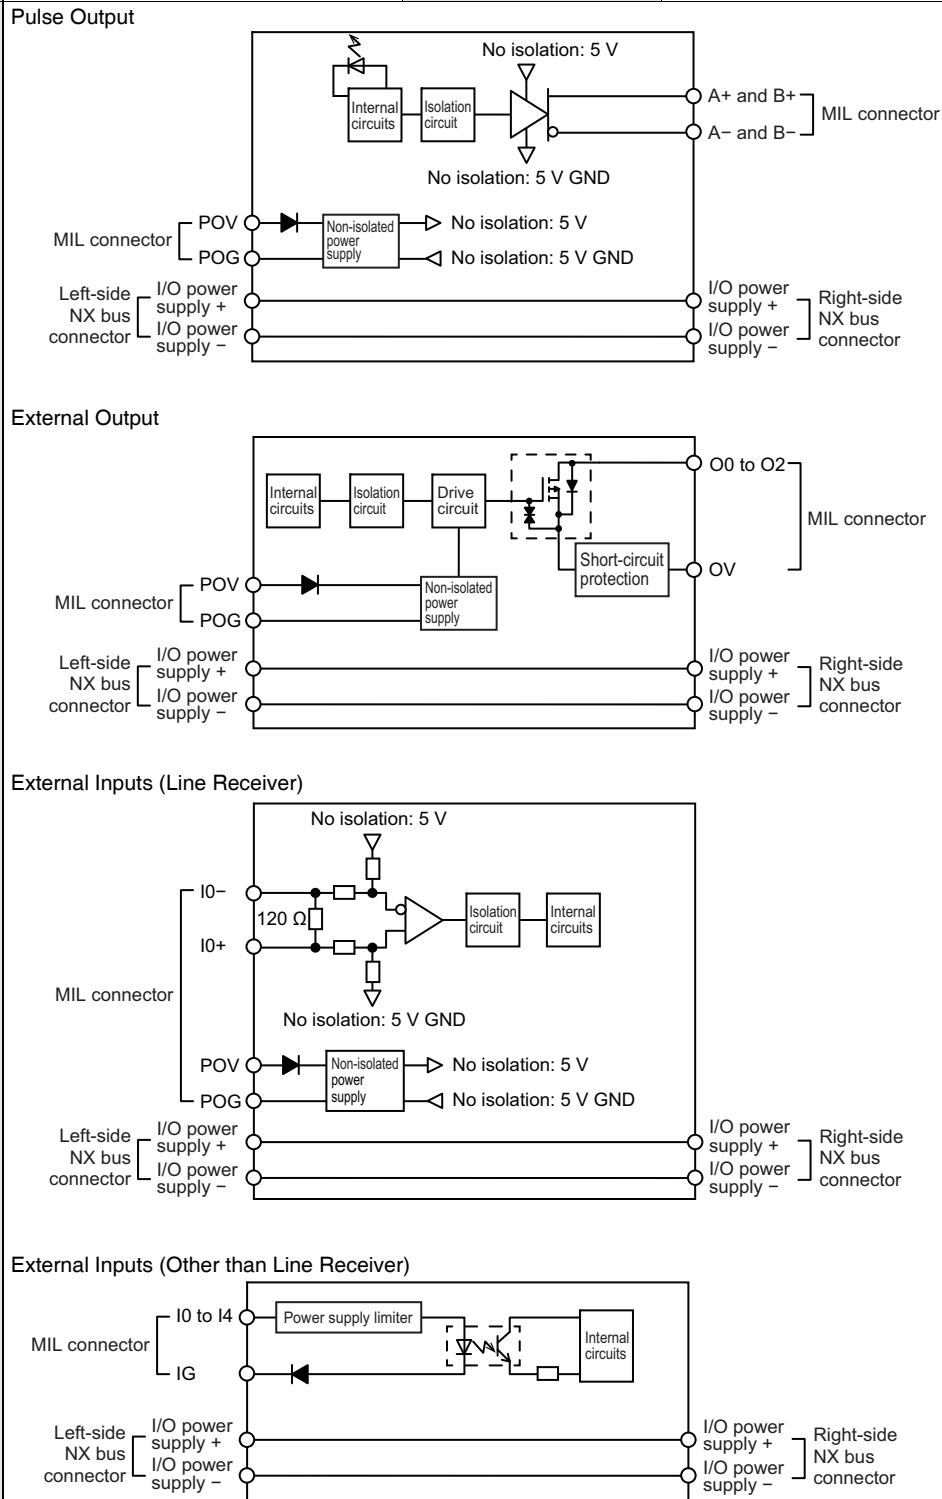 Pulse Output
No isolation: 5 V
Internal
circuits
Isolation
circuit
A+ and B+
A− and B−
MIL connector
No isolation: 5 V GND
MIL connector
POV
POG
Non-isolated
power
supply
No isolation: 5 V
No isolation: 5 V GND
Left-side
NX bus
connector
I/O power
supply +
I/O power
supply −
I/O power
supply +
I/O power
supply −
Right-side
NX bus
connector
External Output
Internal
circuits
Isolation
circuit
Drive
circuit
O0 to O2
MIL connector
Short-circuit
protection
OV
MIL connector
POV
POG
Non-isolated
power
supply
Left-side
NX bus
connector
I/O power
supply +
I/O power
supply −
I/O power
supply +
I/O power
supply −
Right-side
NX bus
connector
External Inputs (Line Receiver)
No isolation: 5 V
I0−
120 Ω
I0+
Isolation
circuit
Internal
circuits
MIL connector
No isolation: 5 V GND
POV
POG
Non-isolated
power
supply
No isolation: 5 V
No isolation: 5 V GND
Left-side
NX bus
connector
I/O power
supply +
I/O power
supply −
I/O power
supply +
I/O power
supply −
Right-side
NX bus
connector
External Inputs (Other than Line Receiver)
MIL connector
I0 to I4
IG
Power supply limiter
Internal
circuits
Left-side
NX bus
connector
I/O power
supply +
I/O power
supply −
I/O power
supply +
I/O power
supply −
Right-side
NX bus
connector